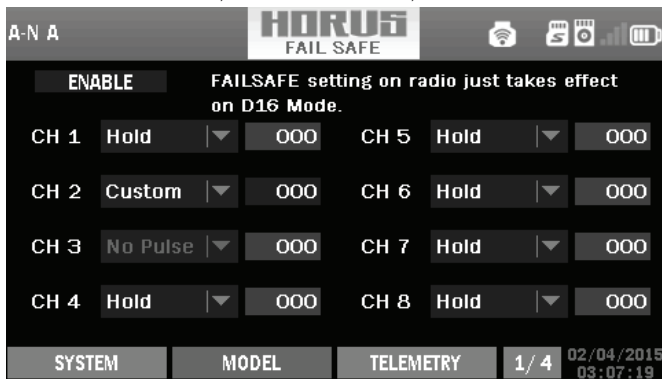 A-N A
HORUS
FAIL SAFE
ENABLE
FAILSAFE setting on radio just takes effect
on D16 Mode.
CH 1 Hold 000 CH 5 Hold 000
CH 2 Custom 000 CH 6 Hold 000
CH 3 No Pulse 000 CH 7 Hold 000
CH 4 Hold 000 CH 8 Hold 000
SYSTEM MODEL TELEMETRY 1/4 02/04/2015
03:07:19